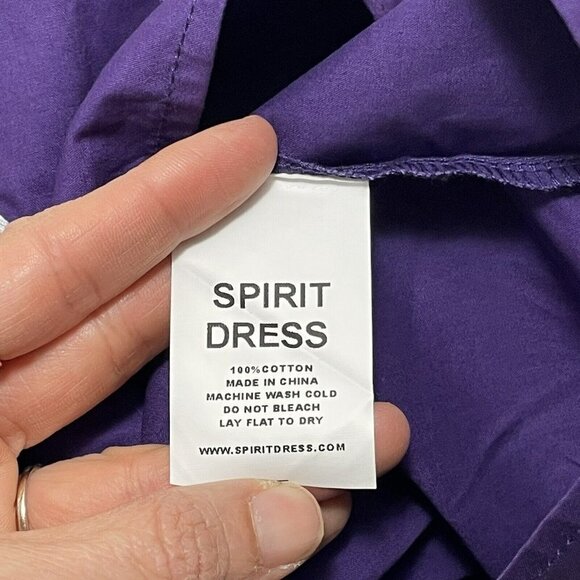 SPIRIT
DRESS
100%COTTON
MADE IN CHINA
MACHINE WASH COLD
DO NOT BLEACH
LAY FLAT TO DRY
WWW.SPIRITDRESS.COM